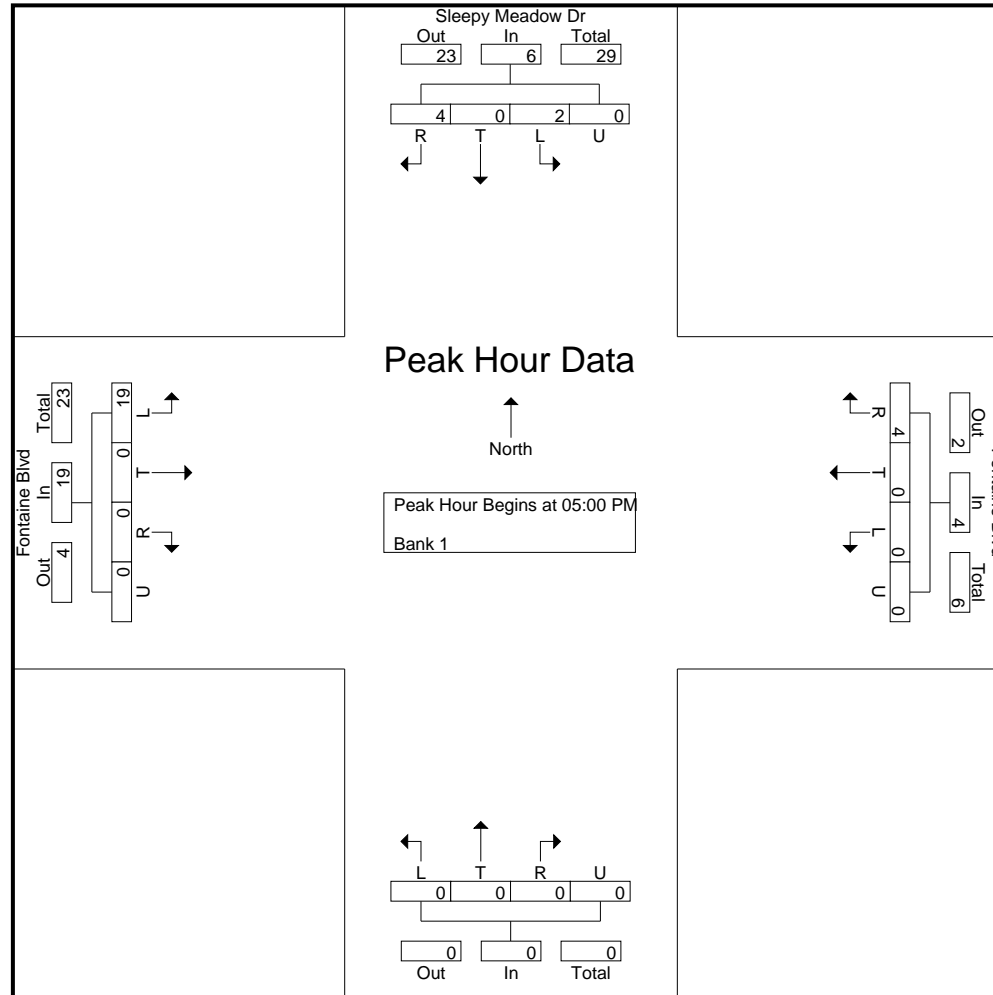 Sleepy Meadow Dr
Out In Total
23 6 29
4 0 2 0
R T L U
Peak Hour Data
North
Peak Hour Begins at 05:00 PM
Bank 1
Fontaine Blvd
Total In Out
23 19 4
19 0 0 0
L T R U
R T L U
4 0 0 0
Out In Total
2 4 6
L T R U
0 0 0 0
0 0 0
Out In Total